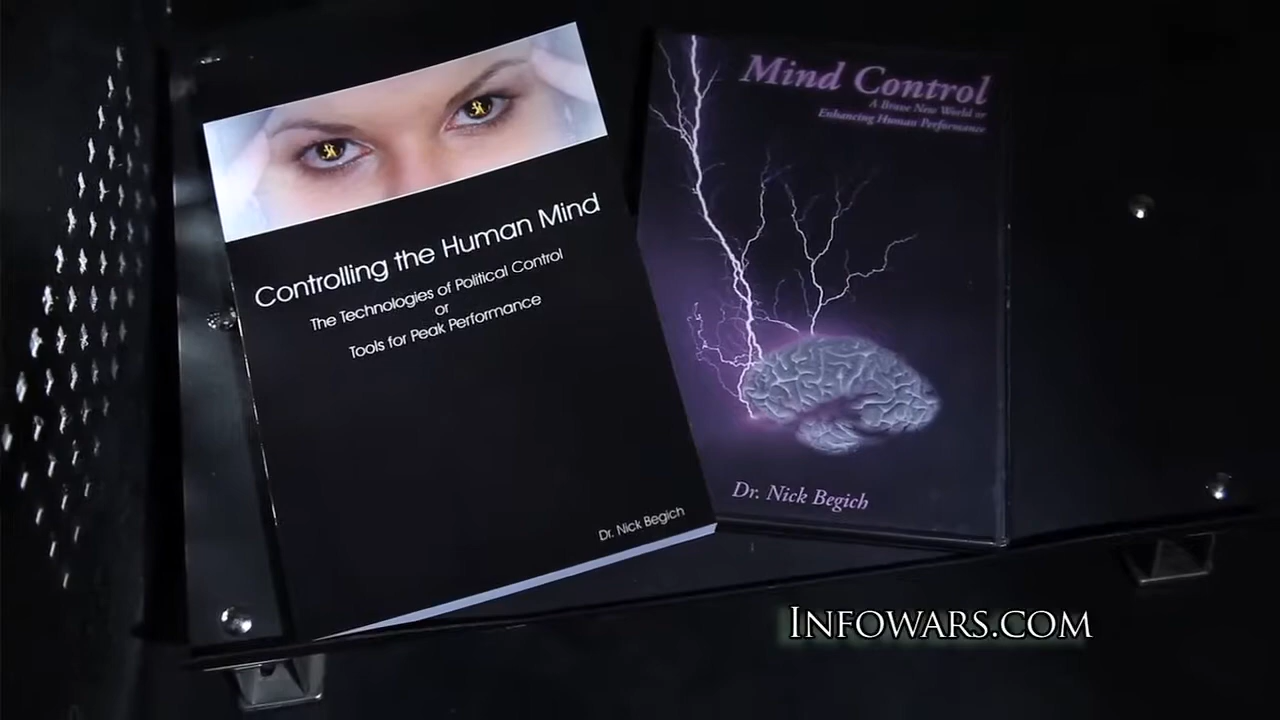 Controlling the Human Mind
The Technologies of Political Control
or
Tools for Peak Performance
Dr. Nick Begich
Mind Control
A Brave New World or
Enhancing Human Performance
Dr. Nick Begich
INFOWARS.COM